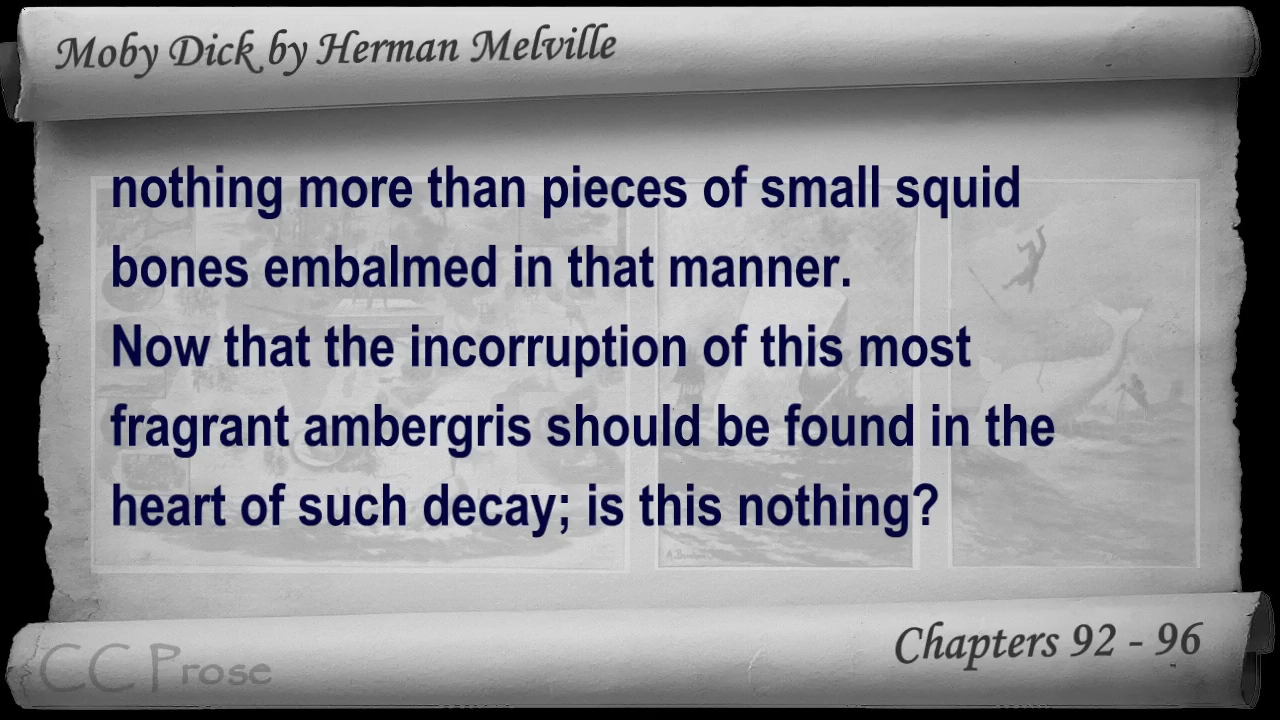 Moby Dick by Herman Melville
nothing more than pieces of small squid
bones embalmed in that manner.
Now that the incorruption of this most
fragrant ambergris should be found in the
heart of such decay; is this nothing?
Chapters 92 - 96
CC Prose